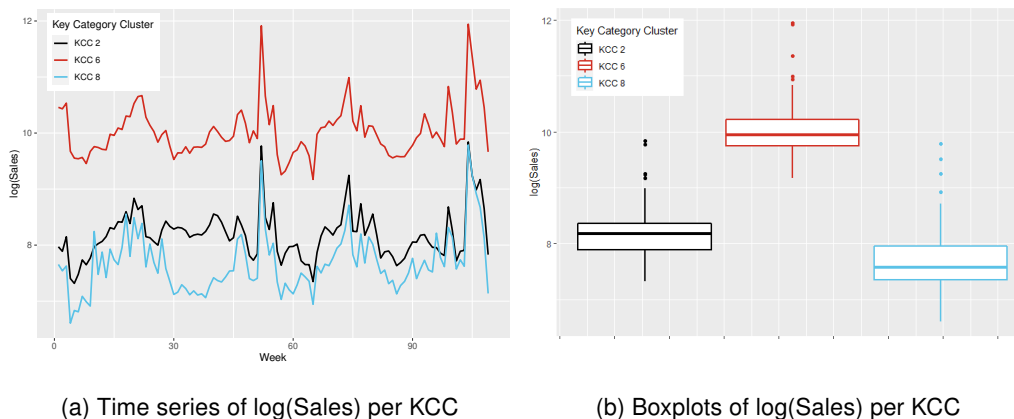 Key Category Cluster
KCC 2
KCC 6
KCC 8
12
10
8
log(Sales)
0
30
60
90
Week
(a) Time series of log(Sales) per KCC
Key Category Cluster
KCC 2
KCC 6
KCC 8
12
10
8
log(Sales)
(b) Boxplots of log(Sales) per KCC